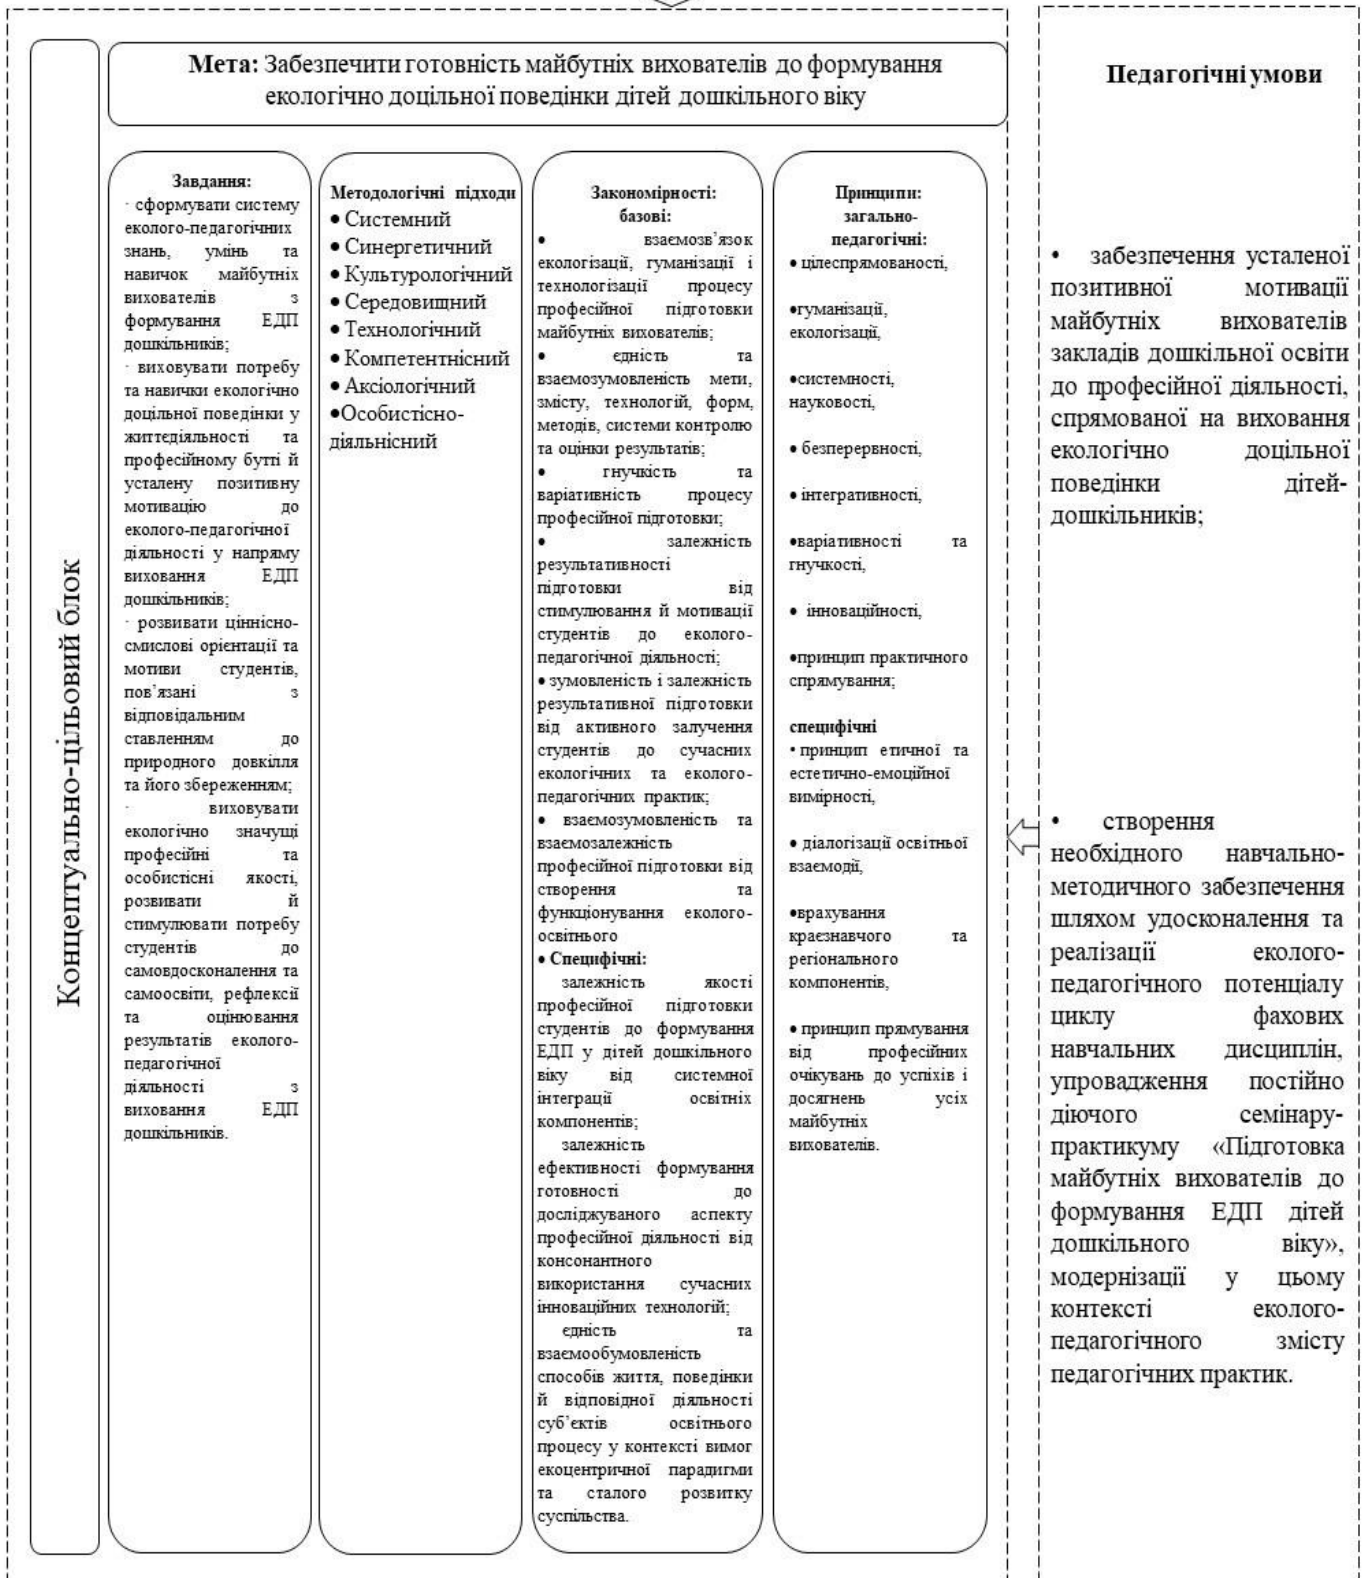 Концептуально-цільовий блок
Мета: Забезпечити готовність майбутніх вихователів до формування
екологічно доцільної поведінки дітей дошкільного віку
Завдання:
· сформувати систему
еколого-педагогічних
знань, умінь та
навичок майбутніх
вихователів з
формування ЕДП
дошкільників;
· виховувати потребу
та навички екологічно
доцільної поведінки у
життєдіяльності та
професійному бутті й
усталену позитивну
мотивацію до
еколого-педагогічної
діяльності у напряму
виховання ЕДП
дошкільників;
· розвивати ціннісно-
смислові орієнтації та
мотиви студентів,
пов’язані з
відповідальним
ставленням до
природного довкілля
та його збереженням;
· виховувати
екологічно значущі
професійні та
особистісні якості,
розвивати й
стимулювати потребу
студентів до
самовдосконалення та
самоосвіти, рефлексії
та оцінювання
результатів еколого-
педагогічної
діяльності з
виховання ЕДП
дошкільників.
Методологічні підходи
• Системний
• Синергетичний
• Культурологічний
• Середовищний
• Технологічний
• Компетентнісний
• Аксіологічний
•Особистісно-
діяльнісний
Закономірності:
базові:
• взаємозв’язок
екологізації, гуманізації і
технологізації процесу
професійної підготовки
майбутніх вихователів;
• єдність та
взаємозумовленість мети,
змісту, технологій, форм,
методів, системи контролю
та оцінки результатів;
• гнучкість та
варіативність процесу
професійної підготовки;
• залежність
результативності
підготовки від
стимулювання й мотивації
студентів до еколого-
педагогічної діяльності;
• зумовленість і залежність
результативної підготовки
від активного залучення
студентів до сучасних
екологічних та еколого-
педагогічних практик;
• взаємозумовленість та
взаємозалежність
професійної підготовки від
створення та
функціонування еколого-
освітнього
• Специфічні:
залежність якості
професійної підготовки
студентів до формування
ЕДП у дітей дошкільного
віку від системної
інтеграції освітніх
компонентів;
залежність
ефективності формування
готовності до
досліджуваного аспекту
професійної діяльності від
консонантного
використання сучасних
інноваційних технологій;
єдність та
взаємообумовленість
способів життя, поведінки
й відповідної діяльності
суб’єктів освітнього
процесу у контексті вимог
екоцентричної парадигми
та сталого розвитку
суспільства.
Принципи:
загально-
педагогічні:
• цілеспрямованості,
•гуманізації,
екологізації,
•системності,
науковості,
• безперервності,
• інтегративності,
•варіативності та
гнучкості,
• інноваційності,
•принцип практичного
спрямування;
специфічні
• принцип етичної та
естетично-емоційної
вимірності,
• діалогізації освітньої
взаємодії,
•врахування
краєзнавчого та
регіонального
компонентів,
• принцип прямування
від професійних
очікувань до успіхів і
досягнень усіх
майбутніх
вихователів.
Педагогічні умови
• забезпечення усталеної
позитивної мотивації
майбутніх вихователів
закладів дошкільної освіти
до професійної діяльності,
спрямованої на виховання
екологічно доцільної
поведінки дітей-
дошкільників;
• створення
необхідного навчально-
методичного забезпечення
шляхом удосконалення та
реалізації еколого-
педагогічного потенціалу
циклу фахових
навчальних дисциплін,
упровадження постійно
діючого семінару-
практикуму «Підготовка
майбутніх вихователів до
формування ЕДП дітей
дошкільного віку»,
модернізації у цьому
контексті еколого-
педагогічного змісту
педагогічних практик.